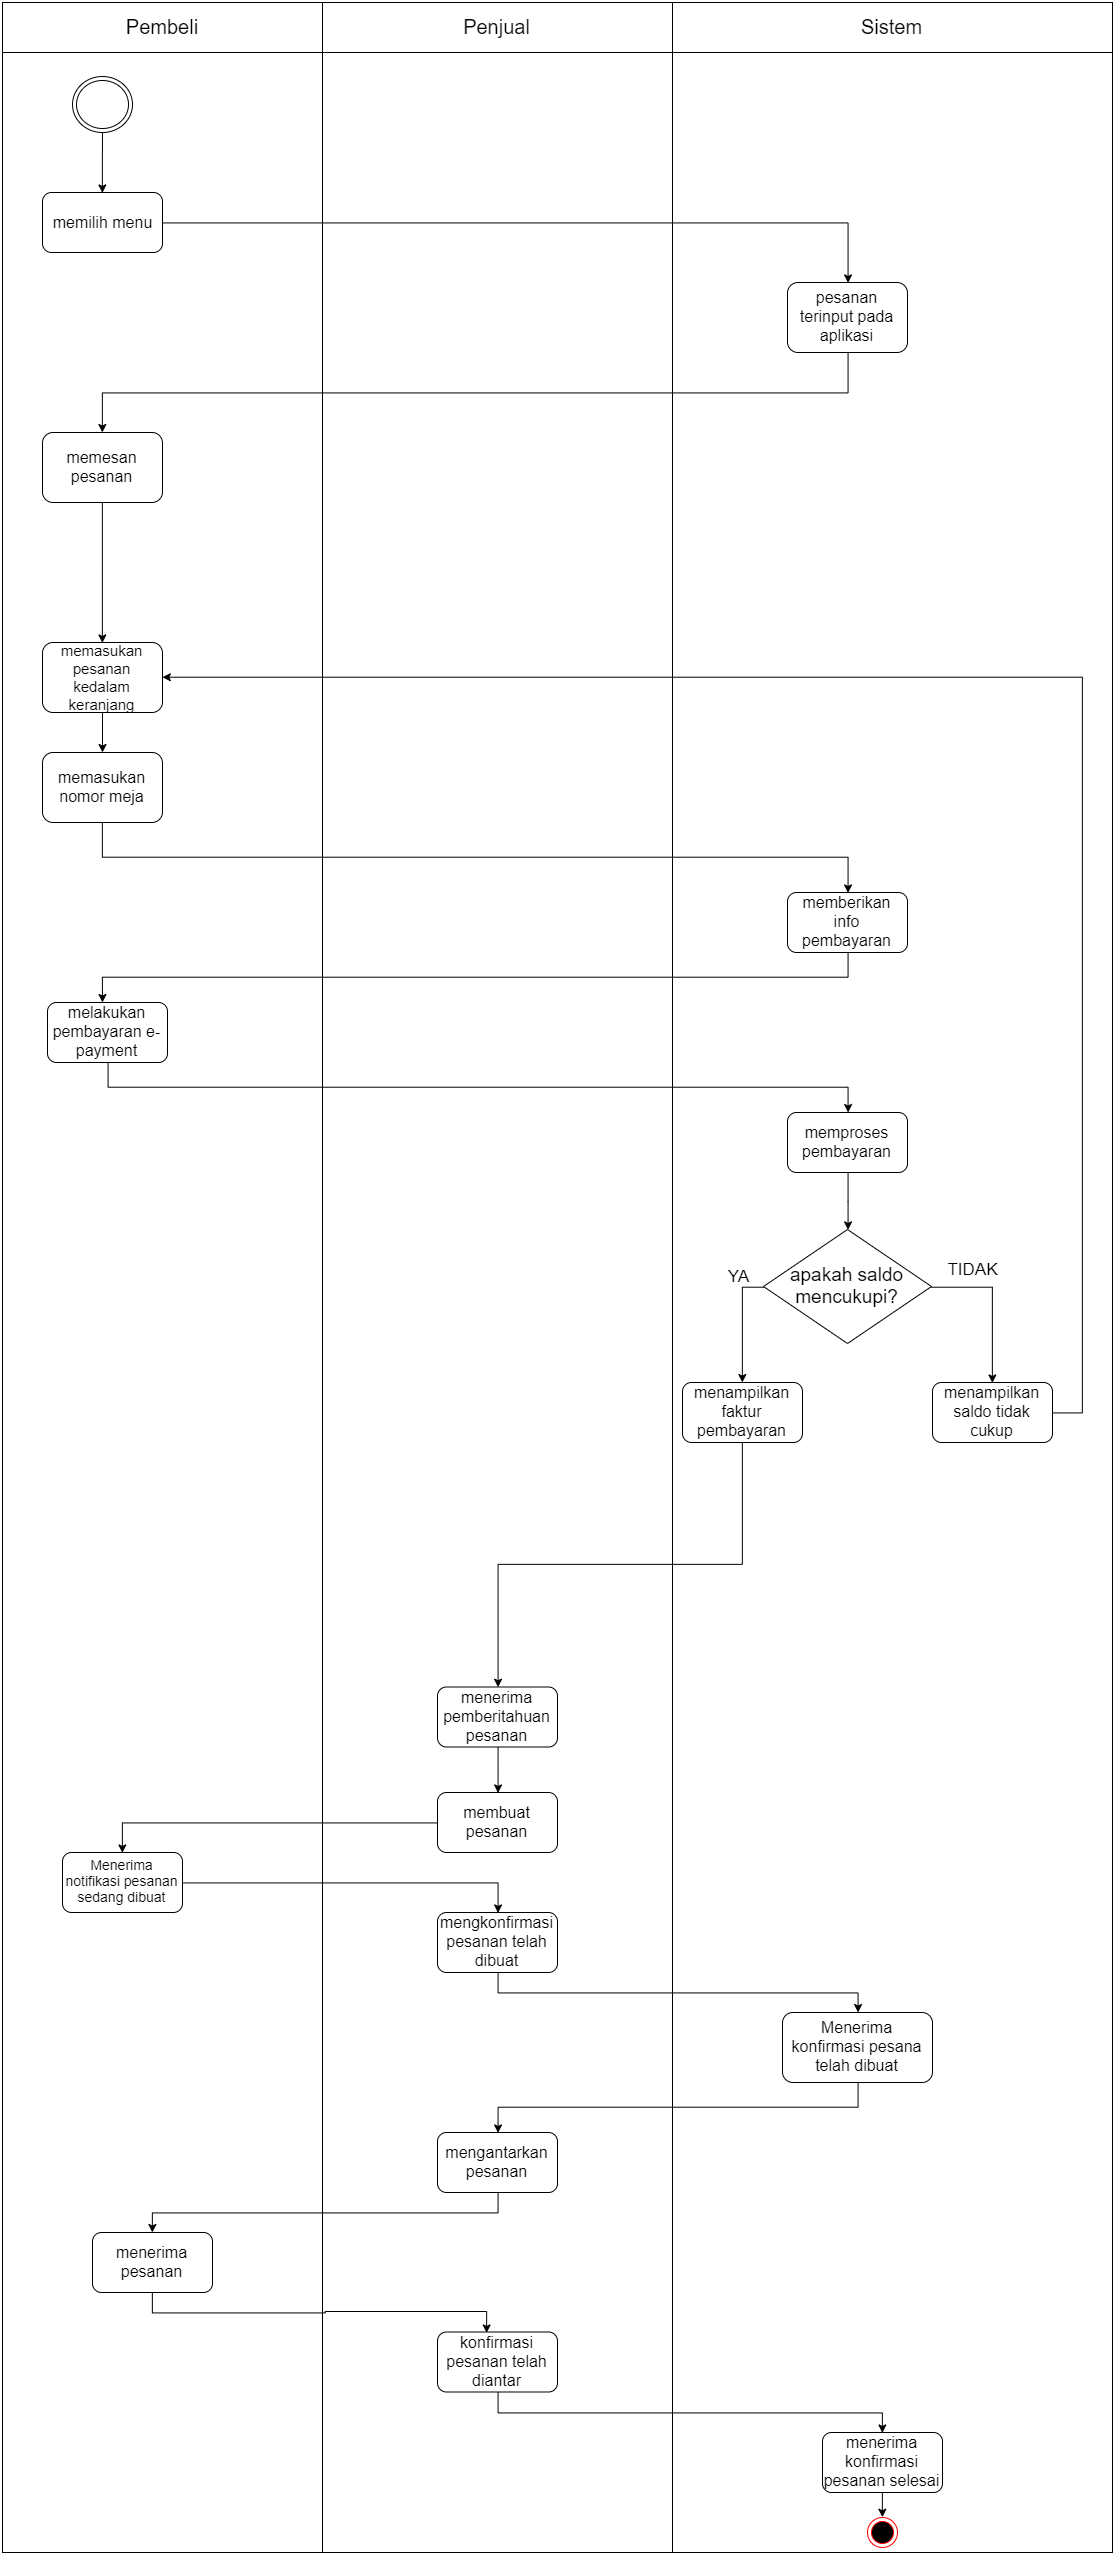 Pembeli
Penjual
Sistem
memilih menu
pesanan
terinput pada
aplikasi
memesan
pesanan
memasukan
pesanan
kedalam
keranjang
memasukan
nomor meja
memberikan
info
pembayaran
melakukan
pembayaran e-
payment
memproses
pembayaran
apakah saldo
mencukupi?
YA
TIDAK
menampilkan
faktur
pembayaran
menampilkan
saldo tidak
cukup
menerima
pemberitahuan
pesanan
membuat
pesanan
Menerima
notifikasi pesanan
sedang dibuat
mengkonfirmasi
pesanan telah
dibuat
Menerima
konfirmasi pesana
telah dibuat
mengantarkan
pesanan
menerima
pesanan
konfirmasi
pesanan telah
diantar
menerima
konfirmasi
pesanan selesai